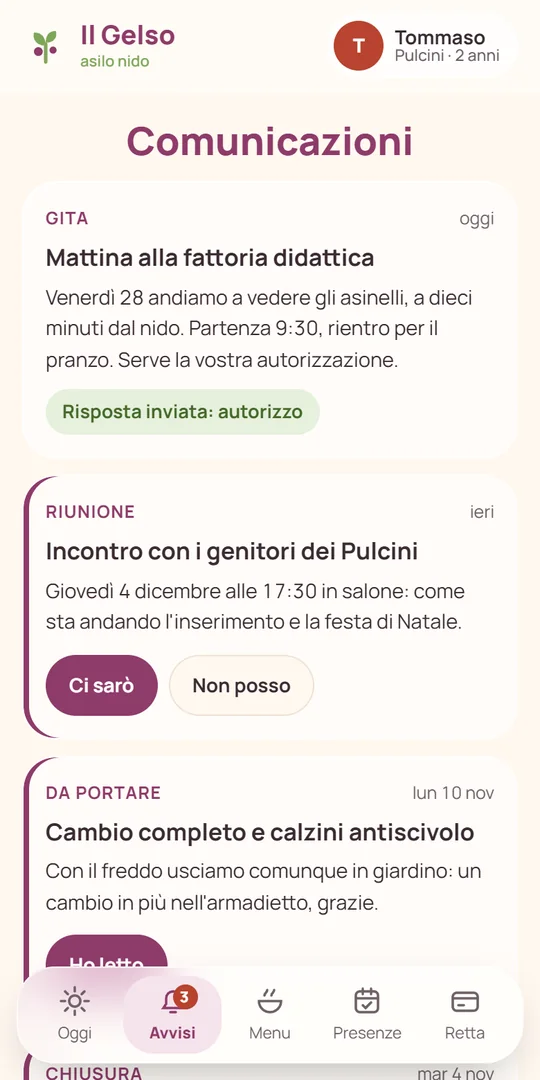 Il Gelso
asilo nido
T
Tommaso
Pulcini · 2 anni
Comunicazioni
GITA
oggi
Mattina alla fattoria didattica
Venerdì 28 andiamo a vedere gli asinelli, a dieci
minuti dal nido. Partenza 9:30, rientro per il
pranzo. Serve la vostra autorizzazione.
Risposta inviata: autorizzo
RIUNIONE
ieri
Incontro con i genitori dei Pulcini
Giovedì 4 dicembre alle 17:30 in salone: come
sta andando l'inserimento e la festa di Natale.
Ci sarò
Non posso
DA PORTARE
lun 10 nov
Cambio completo e calzini antiscivolo
Con il freddo usciamo comunque in giardino: un
cambio in più nell'armadietto, grazie.
Ho letto
3
Oggi
Avvisi
Menu
Presenze
Retta
CHIUSURA
mar 4 nov